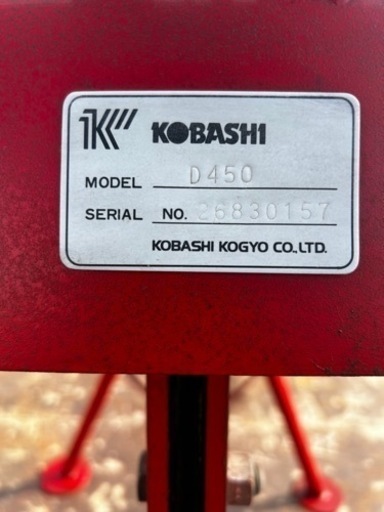 KOBASHI
MODEL D450
SERIAL NO. 26830157
KOBASHI KOGYO CO.,LTD.